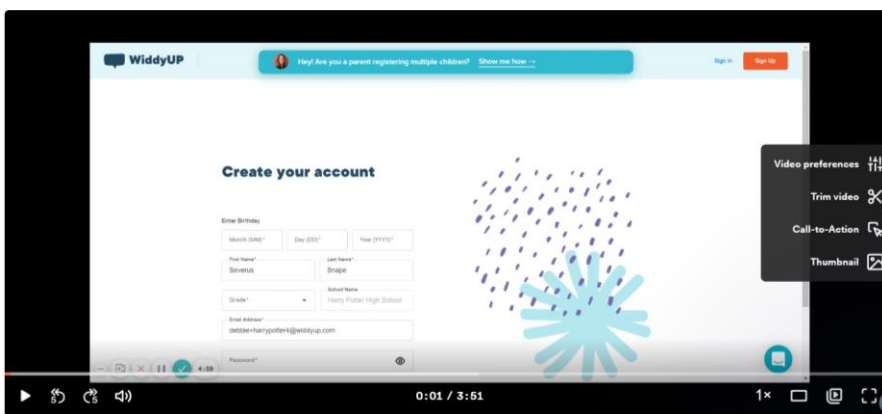 WiddyUP
Hey! Are you a parent registering multiple children? Show me how →
Sign in
Sign Up
Create your account
Enter Birthday
Month (MM)*
Day (DD)*
Year (YYYY)*
First Name*
Severus
Last Name*
Snape
Grade*
School Name
Harry Potter High School
Email Address*
debbie+harrypotter4@widdyup.com
Password*
Video preferences
Trim video
Call-to-Action
Thumbnail
4:09
5
5
0:01 / 3:51
1×